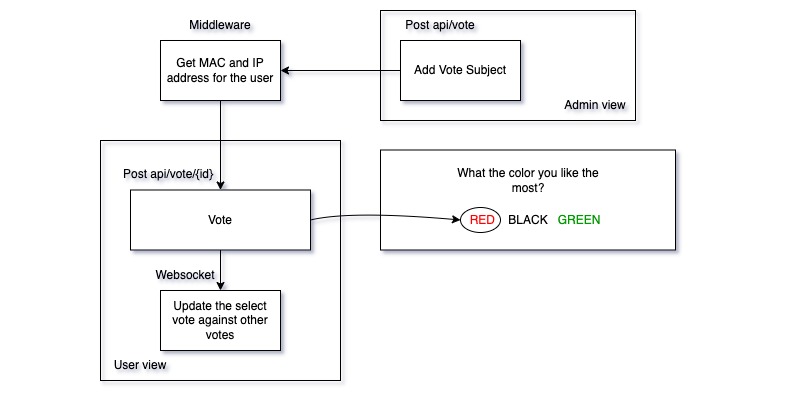 Middleware
Get MAC and IP
address for the user
Post api/vote
Add Vote Subject
Admin view
Post api/vote/{id}
Vote
What the color you like the
most?
RED BLACK GREEN
Websocket
Update the select
vote against other
votes
User view